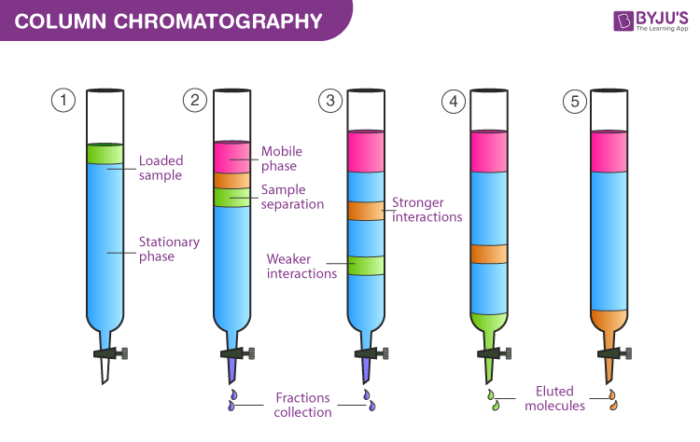 COLUMN CHROMATOGRAPHY
BYJU'S
The Learning App
1
2
3
4
5
Loaded
sample
Stationary
phase
Mobile
phase
Sample
separation
Weaker
interactions
Stronger
interactions
Fractions
collection
Eluted
molecules